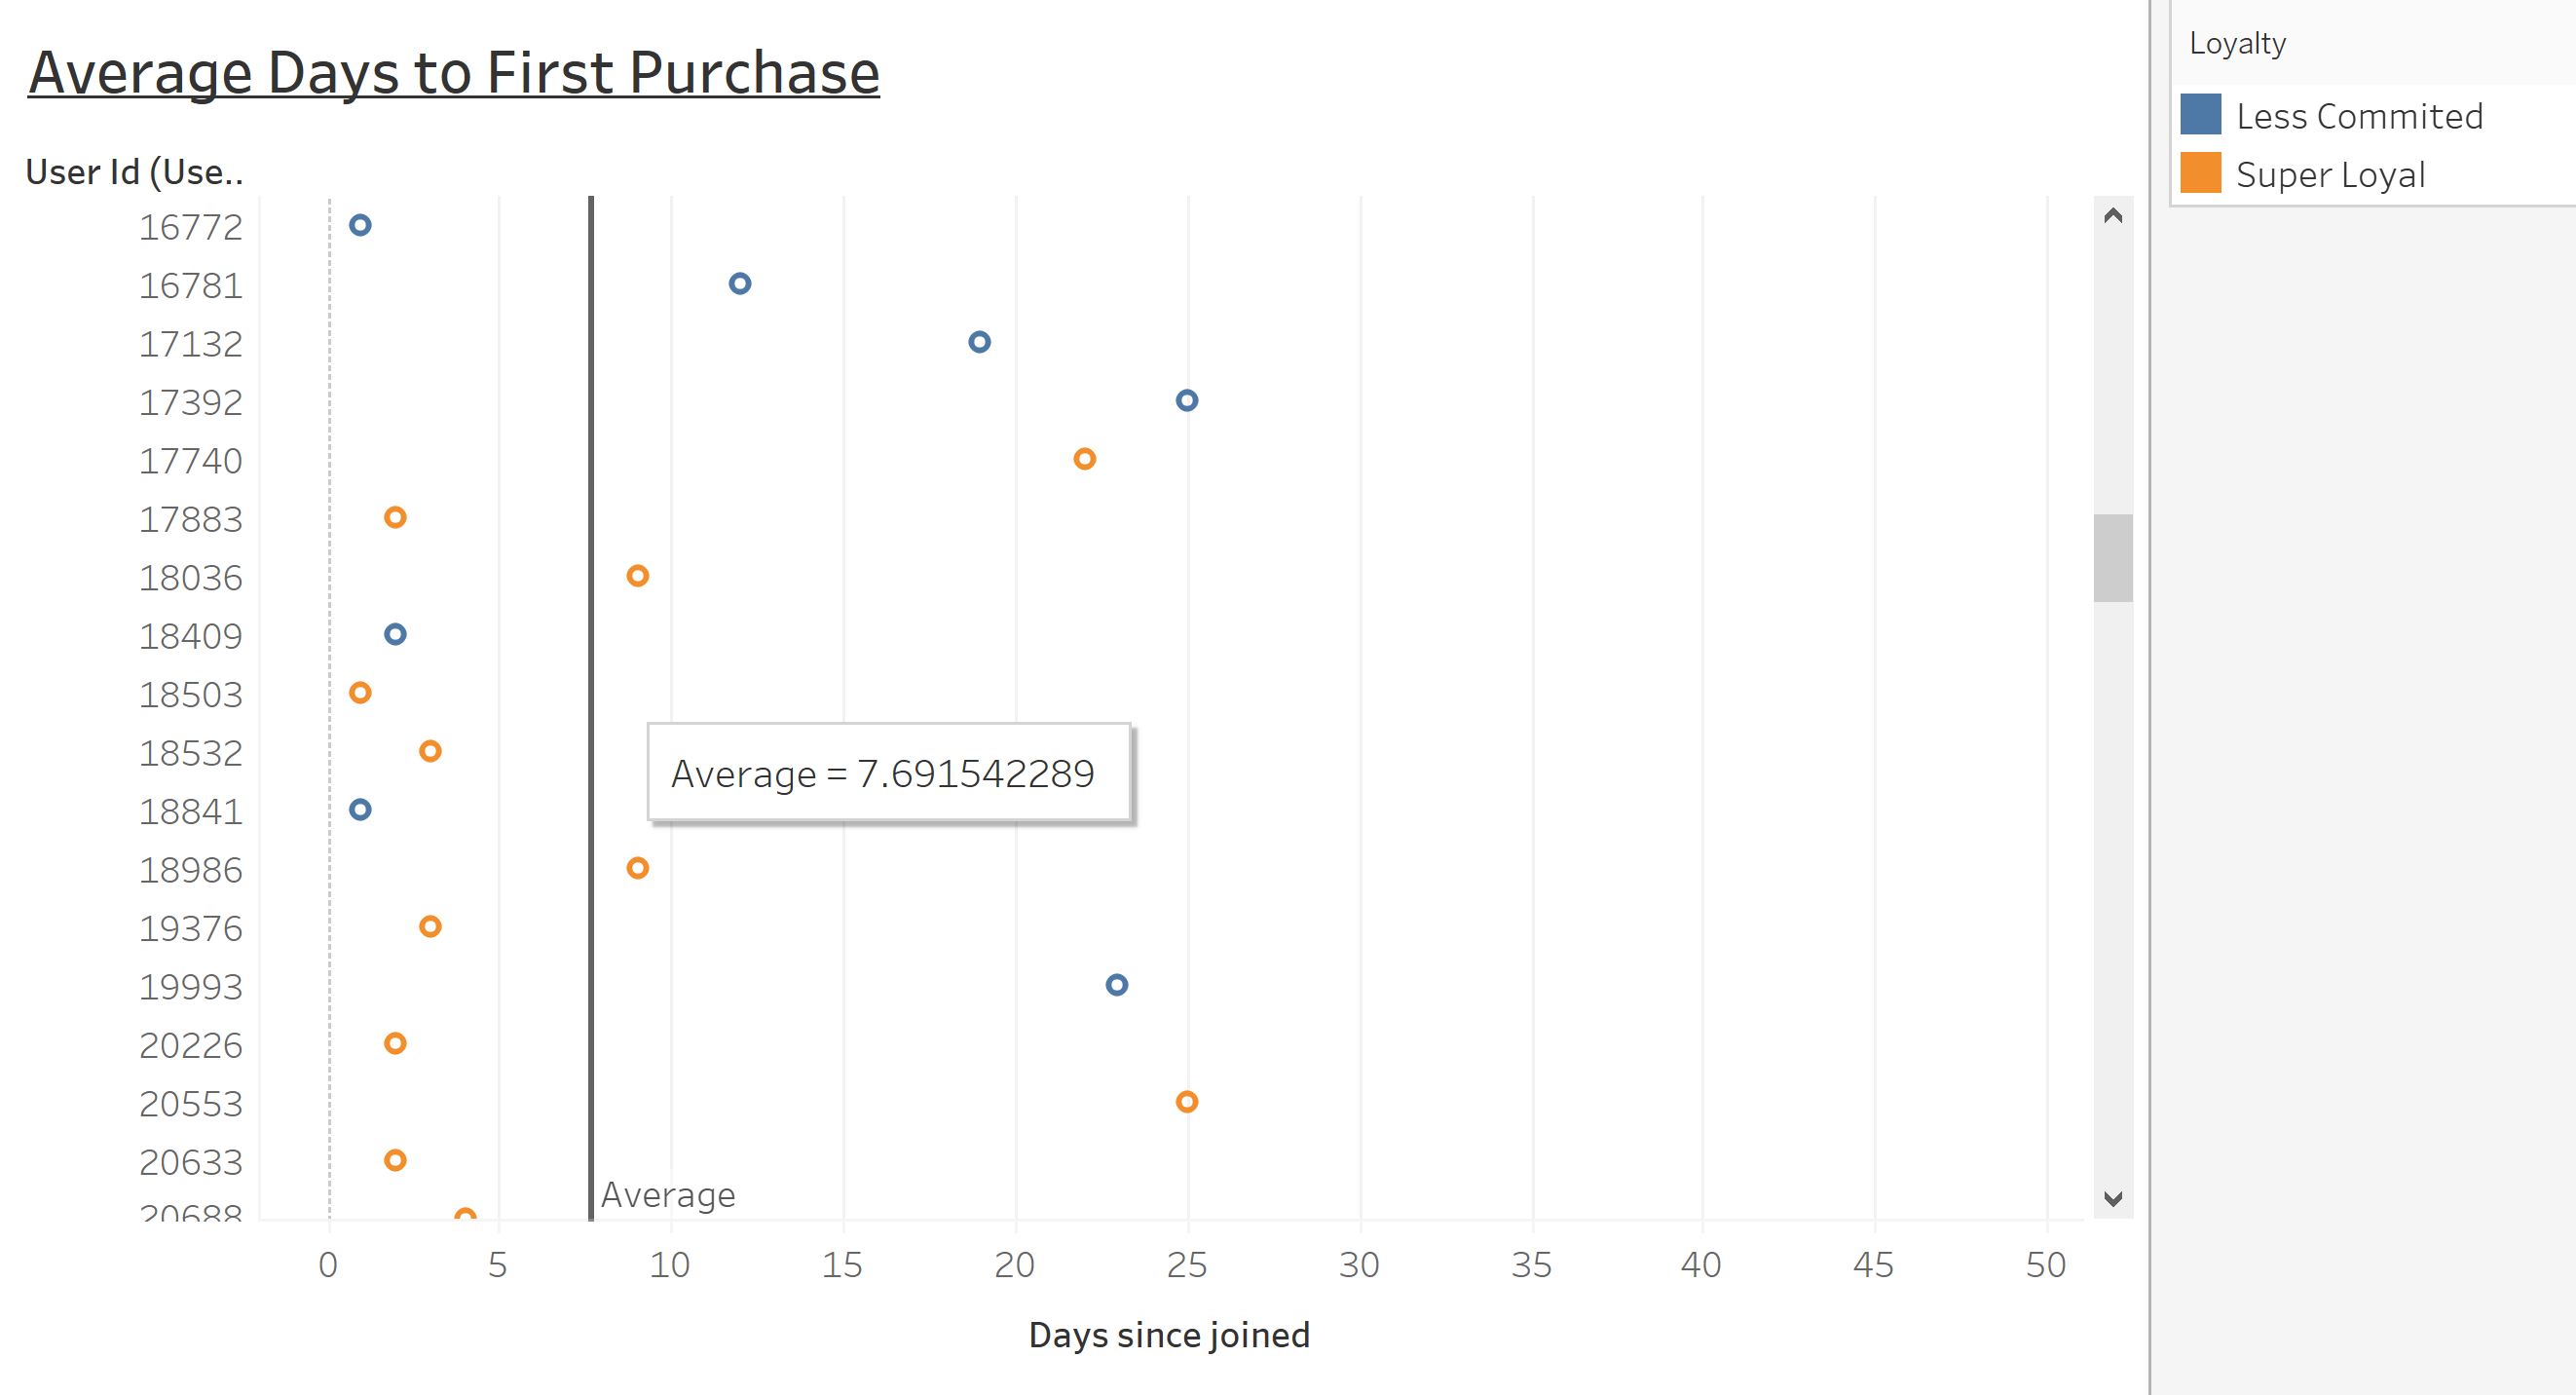 Average Days to First Purchase
Loyalty
Less Commited
Super Loyal
User Id (Use..
16772
16781
17132
17392
17740
17883
18036
18409
18503
18532
Average = 7.691542289
18841
18986
19376
19993
20226
20553
20633
Average
20688
0 5 10 15 20 25 30 35 40 45 50
Days since joined